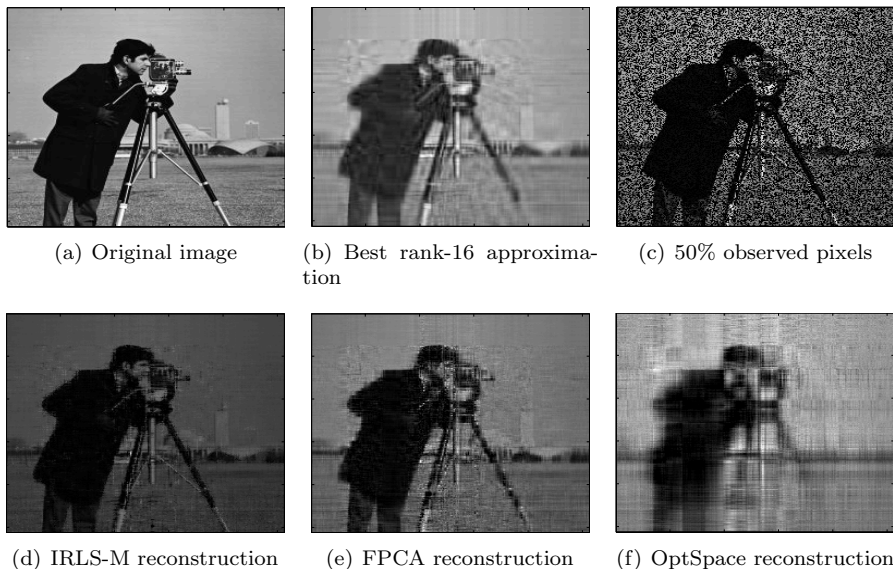 (a) Original image
(b) Best rank-16 approxima-
tion
(c) 50% observed pixels
(d) IRLS-M reconstruction
(e) FPCA reconstruction
(f) OptSpace reconstruction